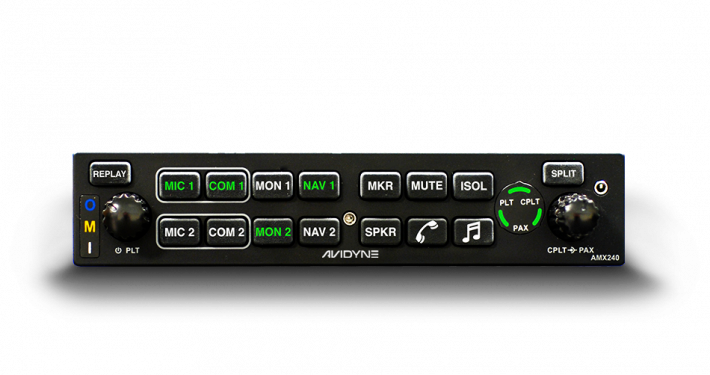 REPLAY
MIC 1 COM 1 MON 1 NAV 1 MKR MUTE ISOL
SPLIT
O
M
I
PLT CPLT
PAX
MIC 2 COM 2 MON 2 NAV 2 SPKR
PLT
AVIDYNE
CPLT PAX
AMX240